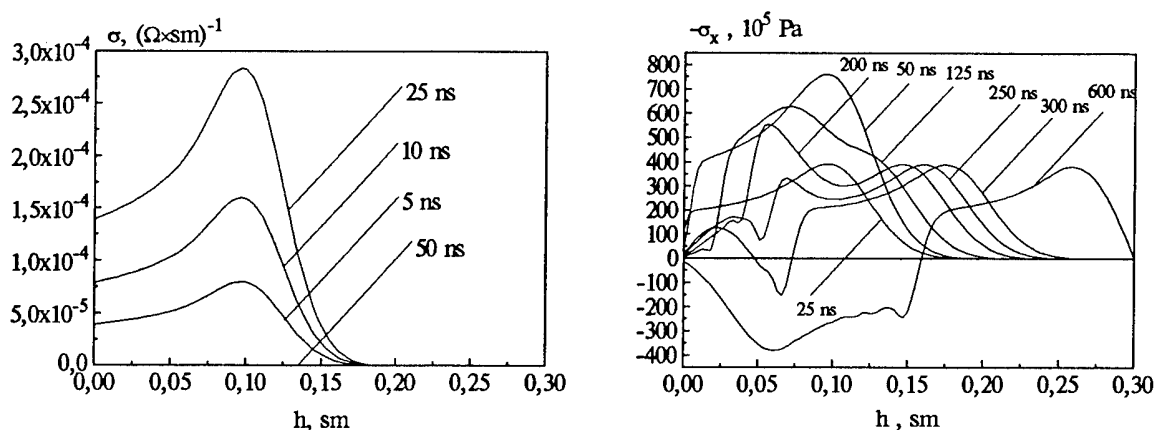 σ, (Ω×sm)⁻¹
3,0x10⁻⁴
2,5x10⁻⁴
2,0x10⁻⁴
1,5x10⁻⁴
1,0x10⁻⁴
5,0x10⁻⁵
0,0
0,00 0,05 0,10 0,15 0,20 0,25 0,30
h, sm
25 ns
10 ns
5 ns
50 ns
-σₓ , 10⁵ Pa
800
700
600
500
400
300
200
100
0
-100
-200
-300
-400
0,00 0,05 0,10 0,15 0,20 0,25 0,30
h , sm
200 ns
50 ns
125 ns
250 ns
300 ns
600 ns
25 ns